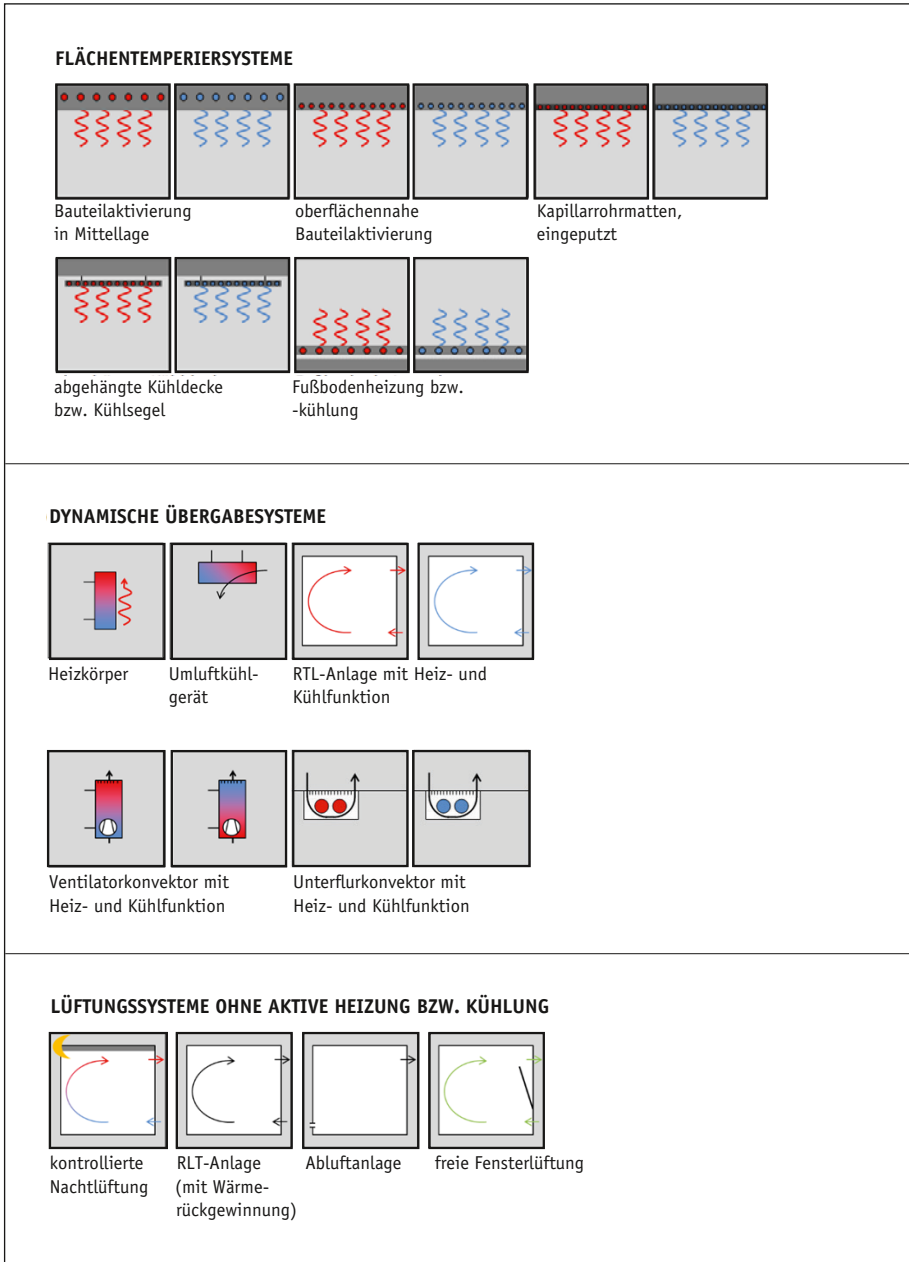 FLÄCHENTEMPERIERSYSTEME
Bauteilaktivierung
in Mittellage
oberflächennahe
Bauteilaktivierung
Kapillarrohrmatten,
eingeputzt
abgehängte Kühldecke
bzw. Kühlsegel
Fußbodenheizung bzw.
-kühlung
DYNAMISCHE ÜBERGABESYSTEME
Heizkörper
Umluftkühl-
gerät
RTL-Anlage mit Heiz- und
Kühlfunktion
Ventilatorkonvektor mit
Heiz- und Kühlfunktion
Unterflurkonvektor mit
Heiz- und Kühlfunktion
LÜFTUNGSSYSTEME OHNE AKTIVE HEIZUNG BZW. KÜHLUNG
kontrollierte
Nachtlüftung
RLT-Anlage
(mit Wärme-
rückgewinnung)
Abluftanlage
freie Fensterlüftung